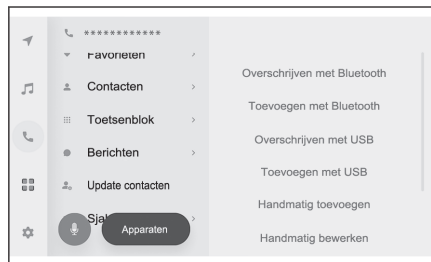 ************
Favorieten
Contacten
Toetsenblok
Berichten
Update contacten
Sjal
Apparaten
Overschrijven met Bluetooth
Toevoegen met Bluetooth
Overschrijven met USB
Toevoegen met USB
Handmatig toevoegen
Handmatig bewerken